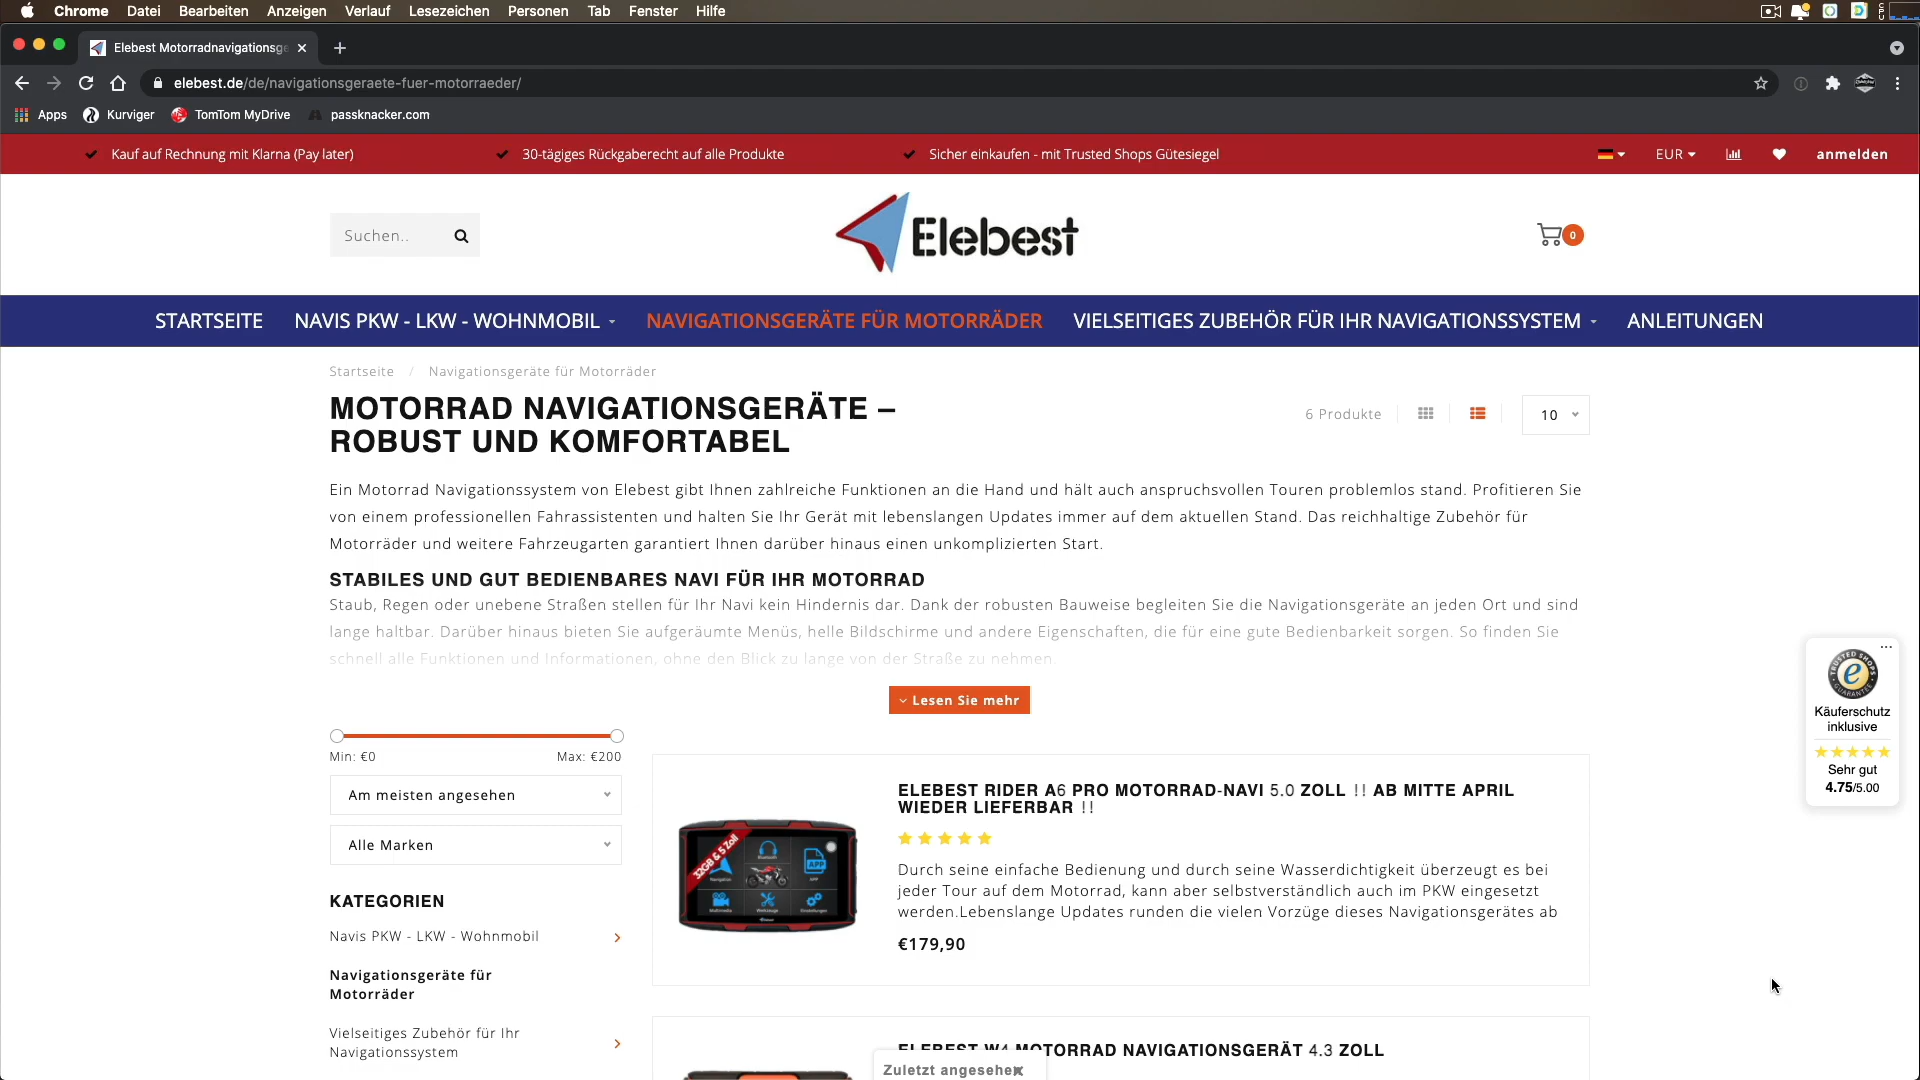 Chrome Datei Bearbeiten Anzeigen Verlauf Lesezeichen Personen Tab Fenster Hilfe
Elebest Motorradnavigationsge
elebest.de/de/navigationsgeraete-fuer-motorraeder/
Apps Kurviger TomTom MyDrive passknacker.com
Kauf auf Rechnung mit Klarna (Pay later) 30-tägiges Rückgaberecht auf alle Produkte Sicher einkaufen - mit Trusted Shops Gütesiegel EUR anmelden
Suchen..
Elebest
0
STARTSEITE NAVIS PKW - LKW - WOHNMOBIL NAVIGATIONSGERÄTE FÜR MOTORRÄDER VIELSEITIGES ZUBEHÖR FÜR IHR NAVIGATIONSSYSTEM ANLEITUNGEN
Startseite / Navigationsgeräte für Motorräder
MOTORRAD NAVIGATIONSGERÄTE –
ROBUST UND KOMFORTABEL
6 Produkte 10
Ein Motorrad Navigationssystem von Elebest gibt Ihnen zahlreiche Funktionen an die Hand und hält auch anspruchsvollen Touren problemlos stand. Profitieren Sie
von einem professionellen Fahrassistenten und halten Sie Ihr Gerät mit lebenslangen Updates immer auf dem aktuellen Stand. Das reichhaltige Zubehör für
Motorräder und weitere Fahrzeugarten garantiert Ihnen darüber hinaus einen unkomplizierten Start.
STABILES UND GUT BEDIENBARES NAVI FÜR IHR MOTORRAD
Staub, Regen oder unebene Straßen stellen für Ihr Navi kein Hindernis dar. Dank der robusten Bauweise begleiten Sie die Navigationsgeräte an jeden Ort und sind
lange haltbar. Darüber hinaus bieten Sie aufgeräumte Menüs, helle Bildschirme und andere Eigenschaften, die für eine gute Bedienbarkeit sorgen. So finden Sie
schnell alle Funktionen und Informationen, ohne den Blick zu lange von der Straße zu nehmen.
Lesen Sie mehr
Min: €0 Max: €200
Am meisten angesehen
Alle Marken
KATEGORIEN
Navis PKW - LKW - Wohnmobil
Navigationsgeräte für
Motorräder
Vielseitiges Zubehör für Ihr
Navigationssystem
32GB & 5 Zoll
Bluetooth
Navigation
APP
Multimedia
Werkzeuge
Einstellungen
ELEBEST RIDER A6 PRO MOTORRAD-NAVI 5.0 ZOLL !! AB MITTE APRIL
WIEDER LIEFERBAR !!
Durch seine einfache Bedienung und durch seine Wasserdichtigkeit überzeugt es bei
jeder Tour auf dem Motorrad, kann aber selbstverständlich auch im PKW eingesetzt
werden.Lebenslange Updates runden die vielen Vorzüge dieses Navigationsgerätes ab
€179,90
ELEBEST W4 MOTORRAD NAVIGATIONSGERÄT 4.3 ZOLL
Zuletzt angesehen
TRUSTED SHOPS
GUARANTEE
Käuferschutz
inklusive
Sehr gut
4.75/5.00